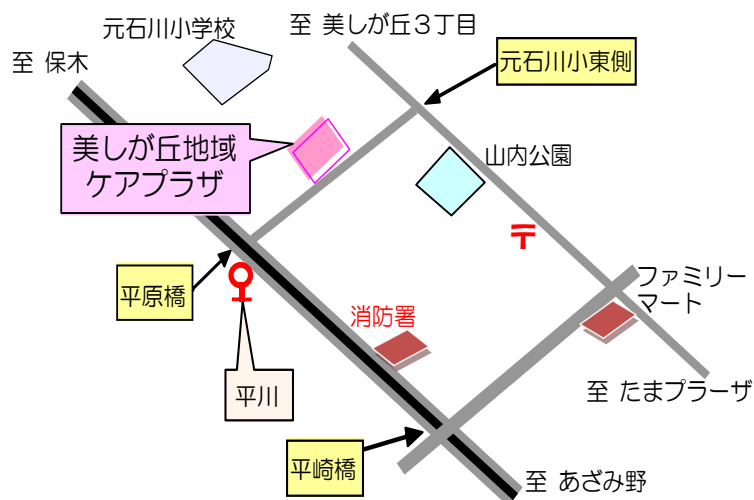 元石川小学校
至 美しが丘３丁目
至 保木
元石川小東側
美しが丘地域
ケアプラザ
山内公園
〒
平原橋
ファミリー
マート
消防署
平川
至 たまプラーザ
平崎橋
至 あざみ野